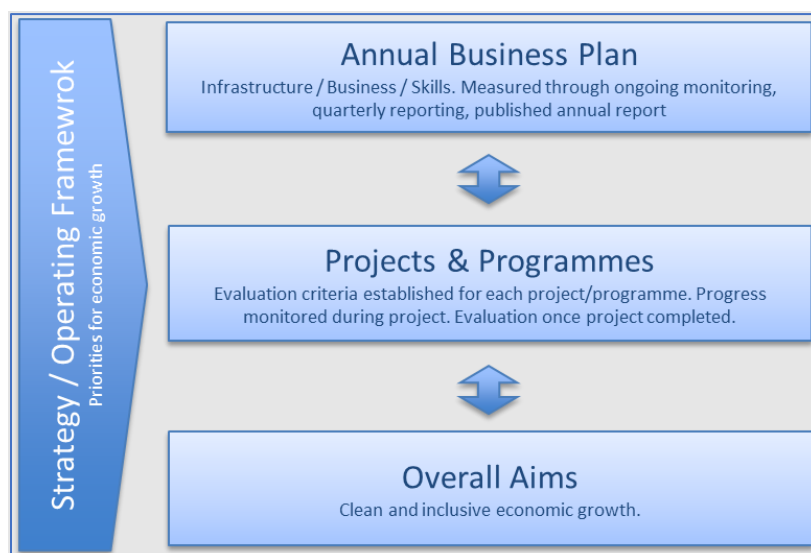 Strategy / Operating Framewrok
Priorities for economic growth
Annual Business Plan
Infrastructure / Business / Skills. Measured through ongoing monitoring,
quarterly reporting, published annual report
Projects & Programmes
Evaluation criteria established for each project/programme. Progress
monitored during project. Evaluation once project completed.
Overall Aims
Clean and inclusive economic growth.